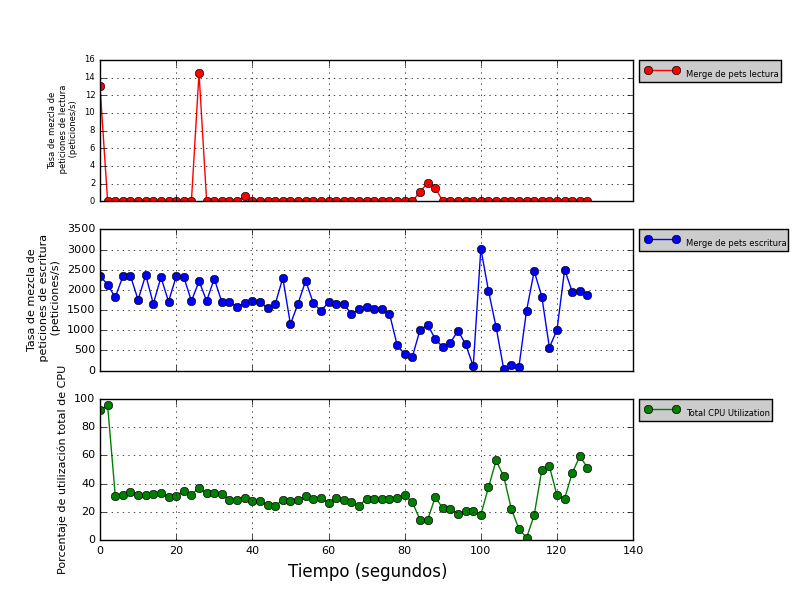 16
14
12
10
8
6
4
2
0
Tasa de mezcla de
peticiones de lectura
(peticiones/s)
Merge de pets lectura
3500
3000
2500
2000
1500
1000
500
0
Tasa de mezcla de
peticiones de escritura
(peticiones/s)
Merge de pets escritura
100
80
60
40
20
0
Porcentaje de utilización total de CPU
Total CPU Utilization
0 20 40 60 80 100 120 140
Tiempo (segundos)